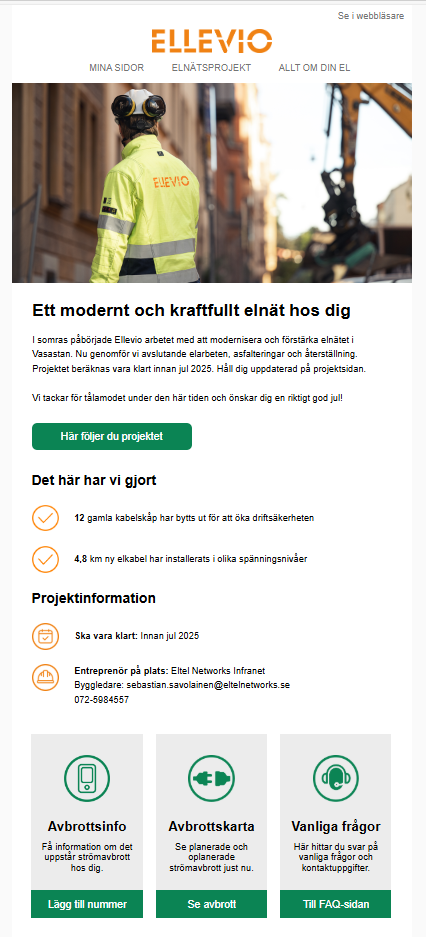 Se i webbläsare
ELLEVIO
MINA SIDOR ELNÄTSPROJEKT ALLT OM DIN EL
ELLEVIO
Ett modernt och kraftfullt elnät hos dig
I somras påbörjade Ellevio arbetet med att modernisera och förstärka elnätet i
Vasastan. Nu genomför vi avslutande elarbeten, asfalteringar och återställning.
Projektet beräknas vara klart innan jul 2025. Håll dig uppdaterad på projektsidan.
Vi tackar för tålamodet under den här tiden och önskar dig en riktigt god jul!
Här följer du projektet
Det här har vi gjort
12 gamla kabelskåp har bytts ut för att öka driftsäkerheten
4,8 km ny elkabel har installerats i olika spänningsnivåer
Projektinformation
Ska vara klart: Innan jul 2025
Entreprenör på plats: Eltel Networks Infranet
Byggledare: sebastian.savolainen@eltelnetworks.se
072-5984557
Avbrottsinfo
Få information om det
uppstår strömavbrott
hos dig.
Lägg till nummer
Avbrottskarta
Se planerade och
oplanerade
strömavbrott just nu.
Se avbrott
Vanliga frågor
Här hittar du svar på
vanliga frågor och
kontaktuppgifter.
Till FAQ-sidan